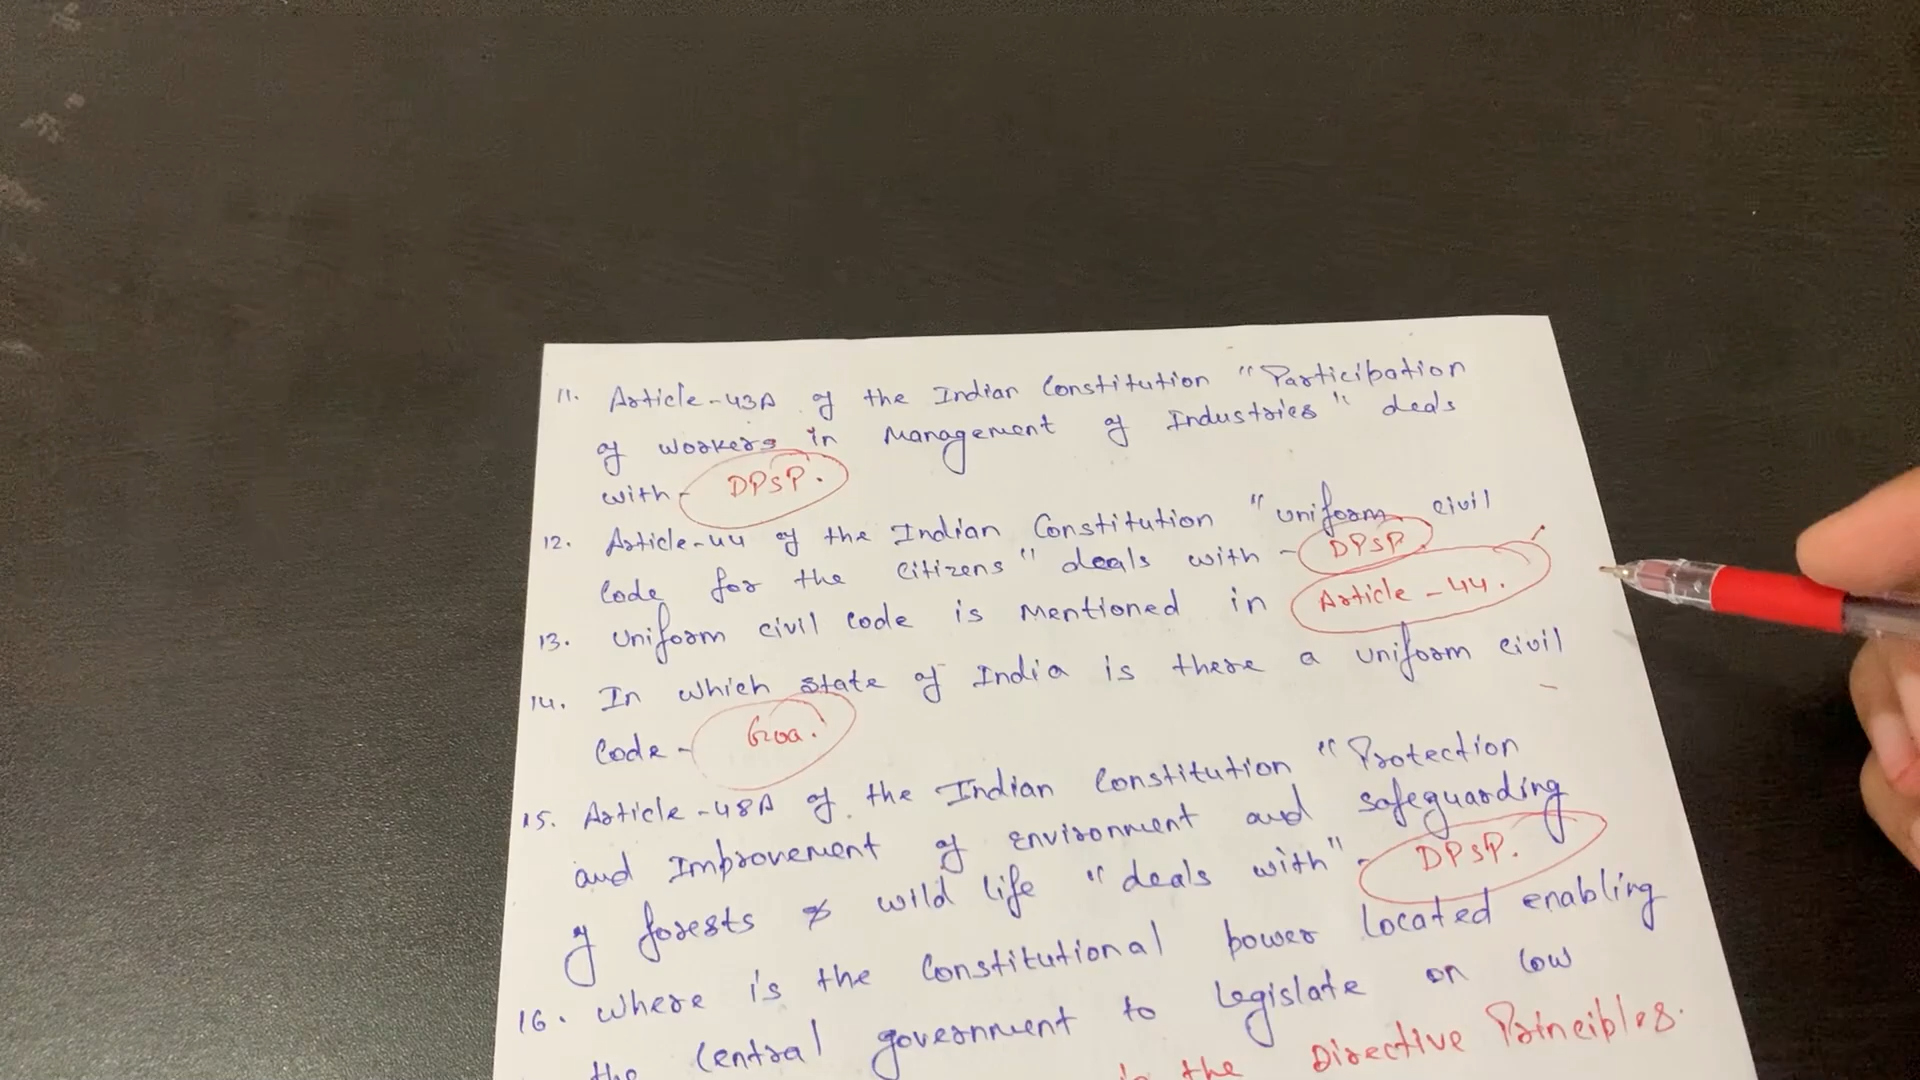 11. Article-43A of the Indian Constitution "Participation
of workers in Management of Industries" deals
with - DPSP.
12. Article-44 of the Indian Constitution "uniform civil
Code for the citizens" deals with - DPSP.
13. Uniform civil code is Mentioned in Article - 44.
14. In which state of India is there a uniform civil
Code - Goa.
15. Article-48A of the Indian Constitution "Protection
and Improvement of Environment and safeguarding
of forests & wild life "deals with" - DPSP.
16. Where is the Constitutional power located enabling
the Central government to legislate on cow
in the Directive Principles.